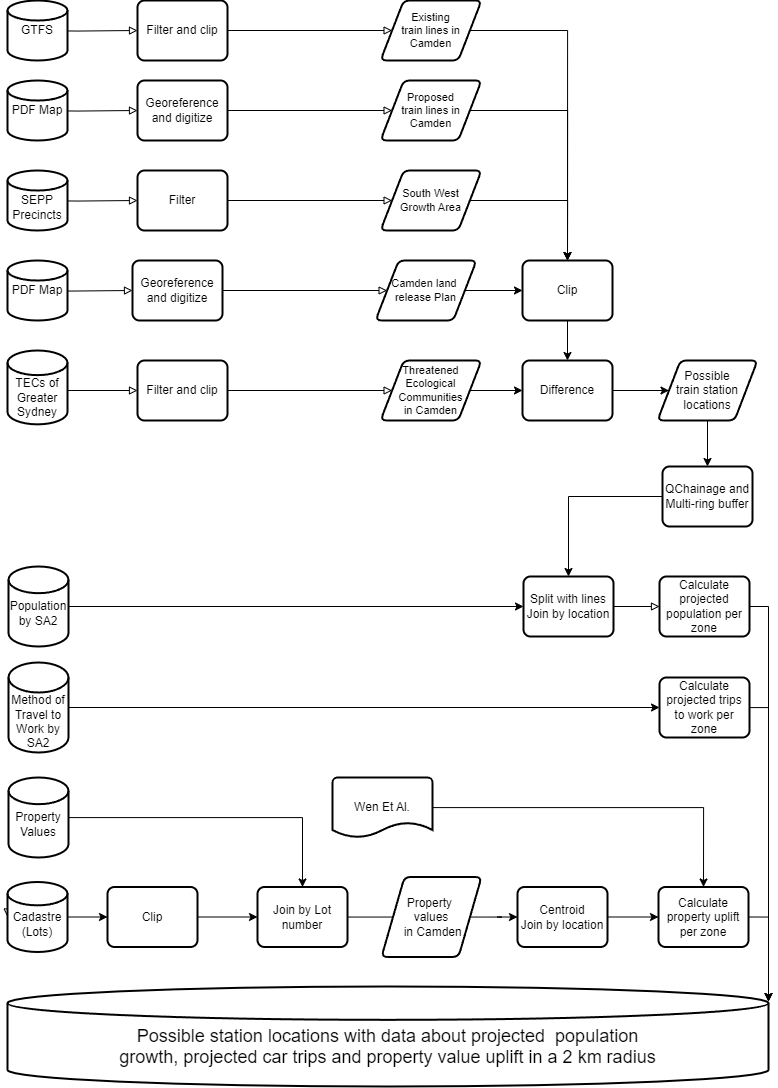 GTFS
Filter and clip
Existing
train lines in
Camden
PDF Map
Georeference
and digitize
Proposed
train lines in
Camden
SEPP
Precincts
Filter
South West
Growth Area
PDF Map
Georeference
and digitize
Camden land
release Plan
Clip
TECs of
Greater
Sydney
Filter and clip
Threatened
Ecological
Communities
in Camden
Difference
Possible
train station
locations
QChainage and
Multi-ring buffer
Population
by SA2
Split with lines
Join by location
Calculate
projected
population per
zone
Method of
Travel to
Work by
SA2
Calculate
projected trips
to work per
zone
Property
Values
Wen Et Al.
Cadastre
(Lots)
Clip
Join by Lot
number
Property
values
in Camden
Centroid
Join by location
Calculate
property uplift
per zone
Possible station locations with data about projected population
growth, projected car trips and property value uplift in a 2 km radius